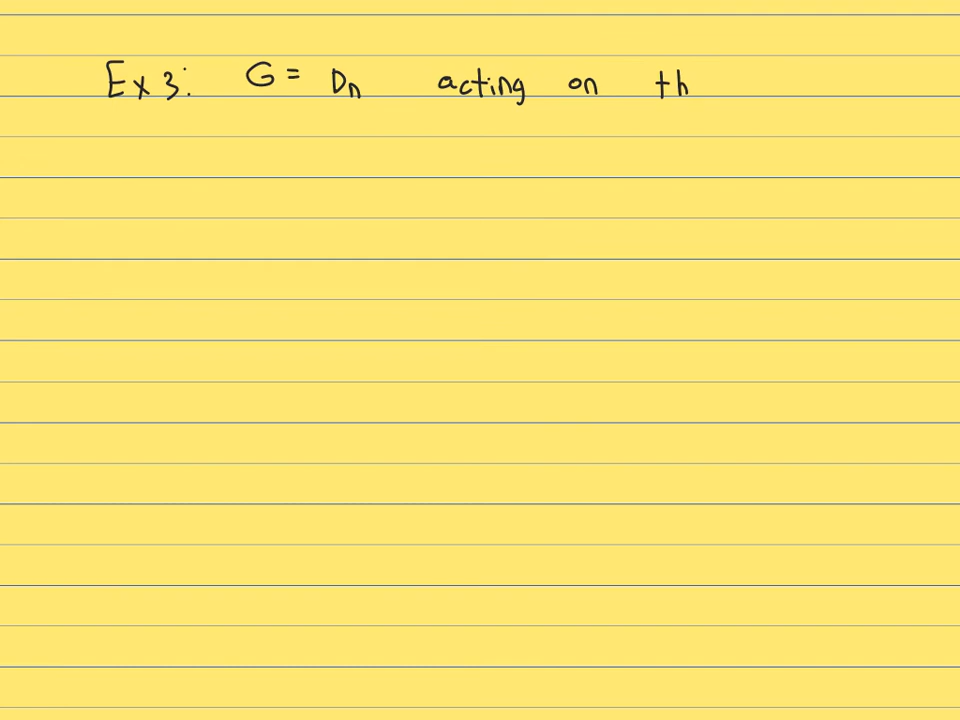 Ex 3: G = Dn acting on th